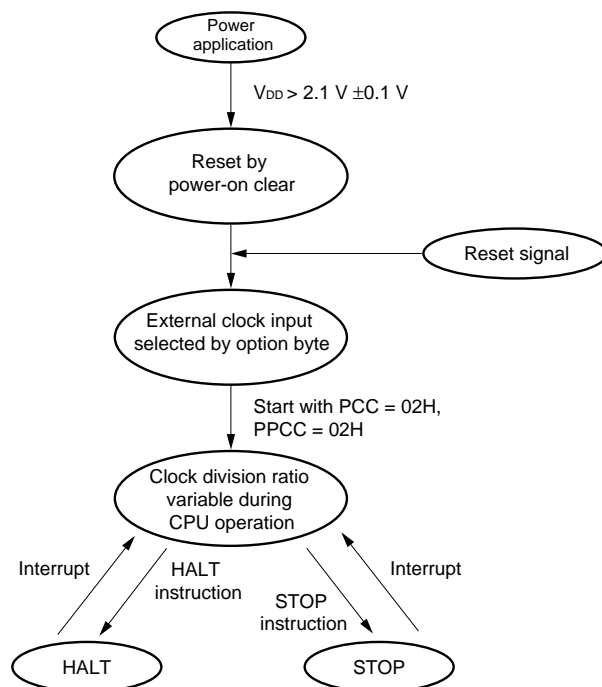 Power
application
VDD > 2.1 V ±0.1 V
Reset by
power-on clear
Reset signal
External clock input
selected by option byte
Start with PCC = 02H,
PPCC = 02H
Clock division ratio
variable during
CPU operation
Interrupt
HALT
instruction
STOP
instruction
Interrupt
HALT
STOP